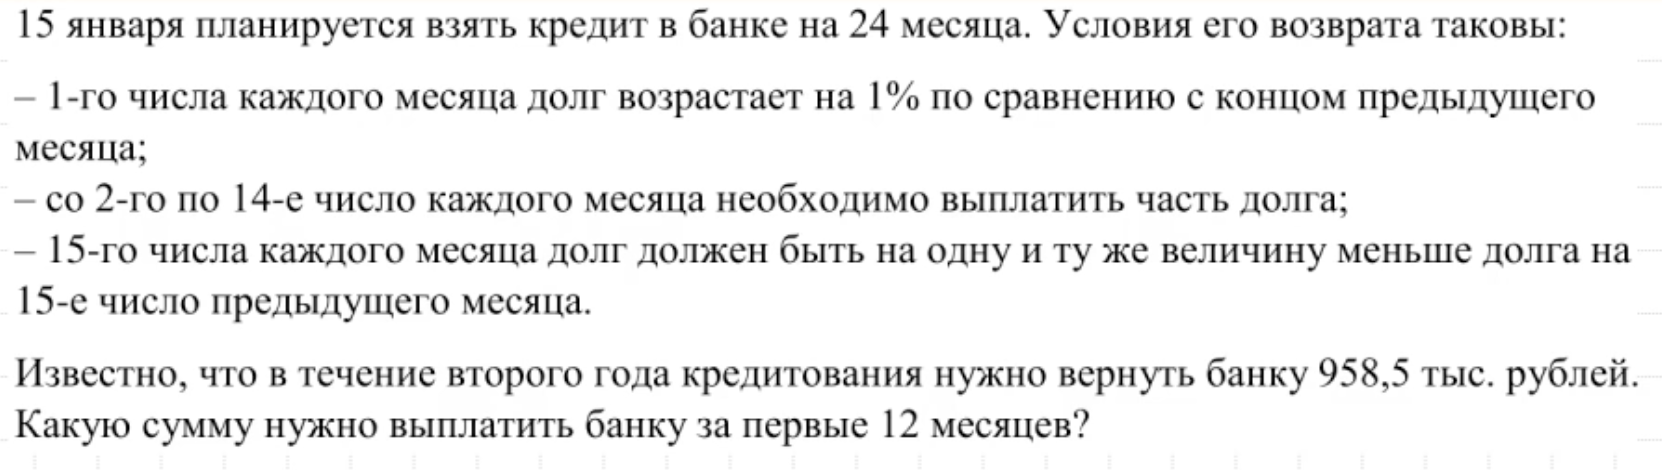 15 января планируется взять кредит в банке на 24 месяца. Условия его возврата таковы:
– 1-го числа каждого месяца долг возрастает на 1% по сравнению с концом предыдущего
месяца;
– со 2-го по 14-е число каждого месяца необходимо выплатить часть долга;
– 15-го числа каждого месяца долг должен быть на одну и ту же величину меньше долга на
15-е число предыдущего месяца.
Известно, что в течение второго года кредитования нужно вернуть банку 958,5 тыс. рублей.
Какую сумму нужно выплатить банку за первые 12 месяцев?